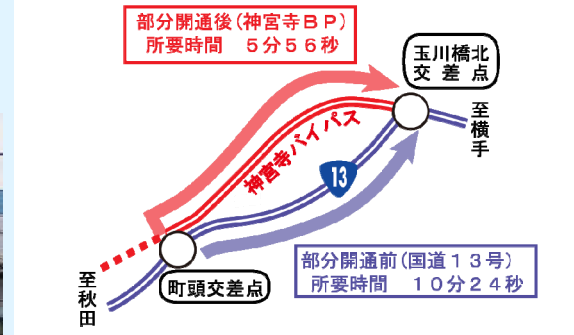 部分開通後(神宮寺BP)
所要時間 5分56秒
玉川橋北
交差点
至横手
神宮寺バイパス
13
部分開通前(国道13号)
所要時間 10分24秒
町頭交差点
至秋田